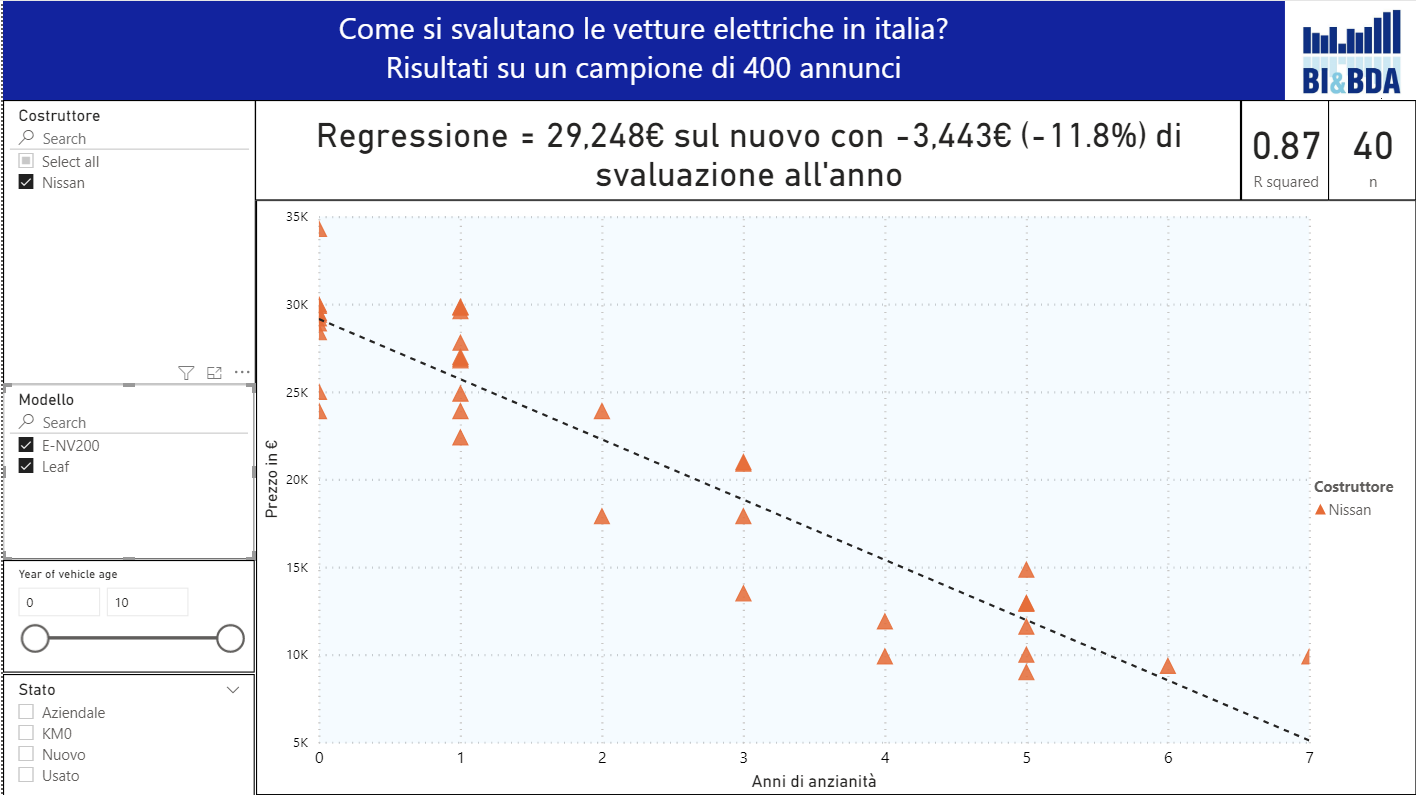 Come si svalutano le vetture elettriche in italia?
Risultati su un campione di 400 annunci
BI&BDA
Costruttore
Search
Select all
Nissan
Regressione = 29,248€ sul nuovo con -3,443€ (-11.8%) di
svaluazione all'anno
0.87
R squared
40
n
Modello
Search
E-NV200
Leaf
Year of vehicle age
0
10
Stato
Aziendale
KM0
Nuovo
Usato
Prezzo in €
35K
30K
25K
20K
15K
10K
5K
0
1
2
3
4
5
6
7
Anni di anzianità
Costruttore
Nissan